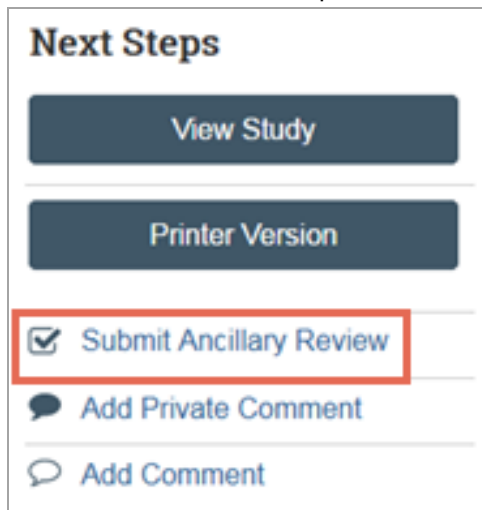 Next Steps
View Study
Printer Version
Submit Ancillary Review
Add Private Comment
Add Comment